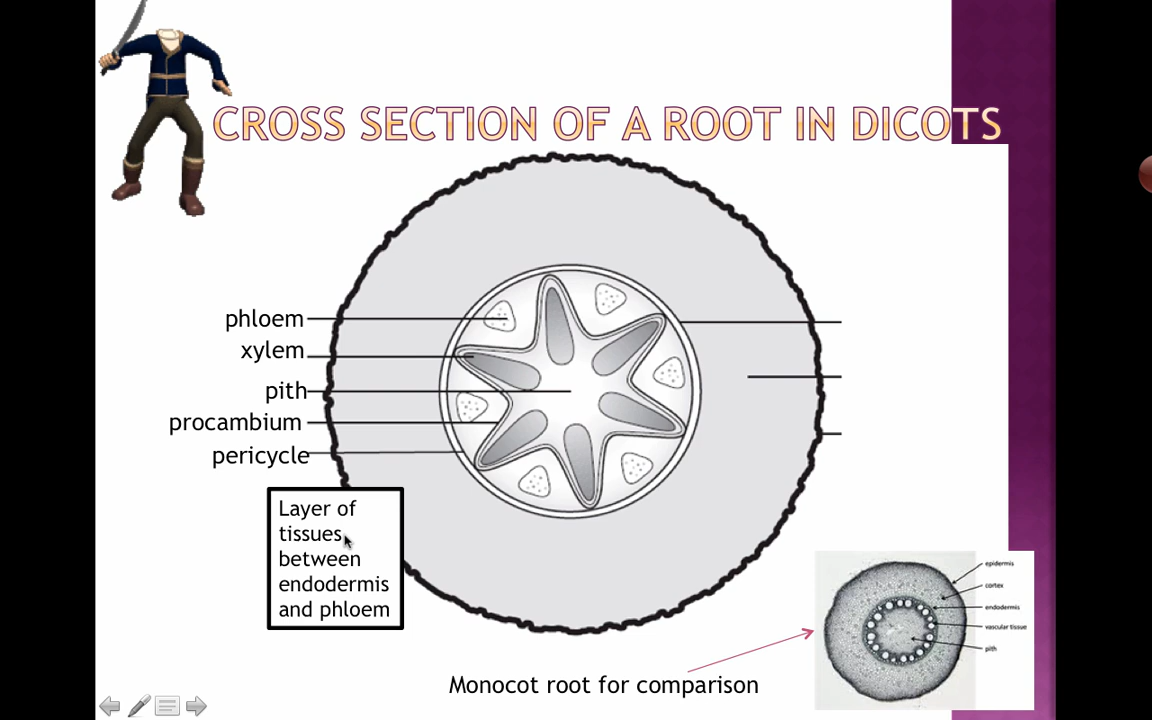 CROSS SECTION OF A ROOT IN DICOTS
phloem
xylem
pith
procambium
pericycle
Layer of
tissues
between
endodermis
and phloem
epidermis
cortex
endodermis
vascular tissue
pith
Monocot root for comparison